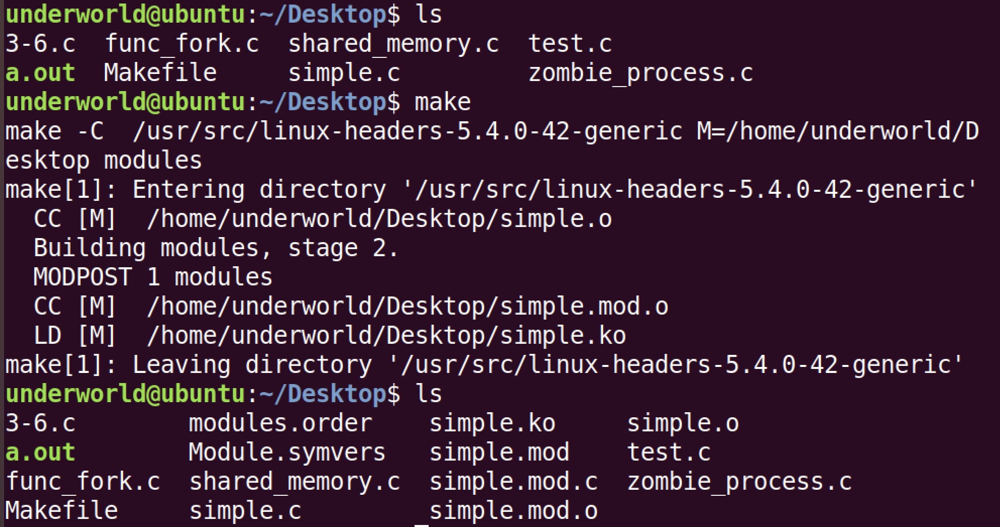 underworld@ubuntu:~/Desktop$ ls
3-6.c  func_fork.c  shared_memory.c  test.c
a.out  Makefile     simple.c         zombie_process.c
underworld@ubuntu:~/Desktop$ make
make -C  /usr/src/linux-headers-5.4.0-42-generic M=/home/underworld/D
esktop modules
make[1]: Entering directory '/usr/src/linux-headers-5.4.0-42-generic'
  CC [M]  /home/underworld/Desktop/simple.o
  Building modules, stage 2.
  MODPOST 1 modules
  CC [M]  /home/underworld/Desktop/simple.mod.o
  LD [M]  /home/underworld/Desktop/simple.ko
make[1]: Leaving directory '/usr/src/linux-headers-5.4.0-42-generic'
underworld@ubuntu:~/Desktop$ ls
3-6.c        modules.order    simple.ko     simple.o
a.out        Module.symvers   simple.mod    test.c
func_fork.c  shared_memory.c  simple.mod.c  zombie_process.c
Makefile     simple.c         simple.mod.o